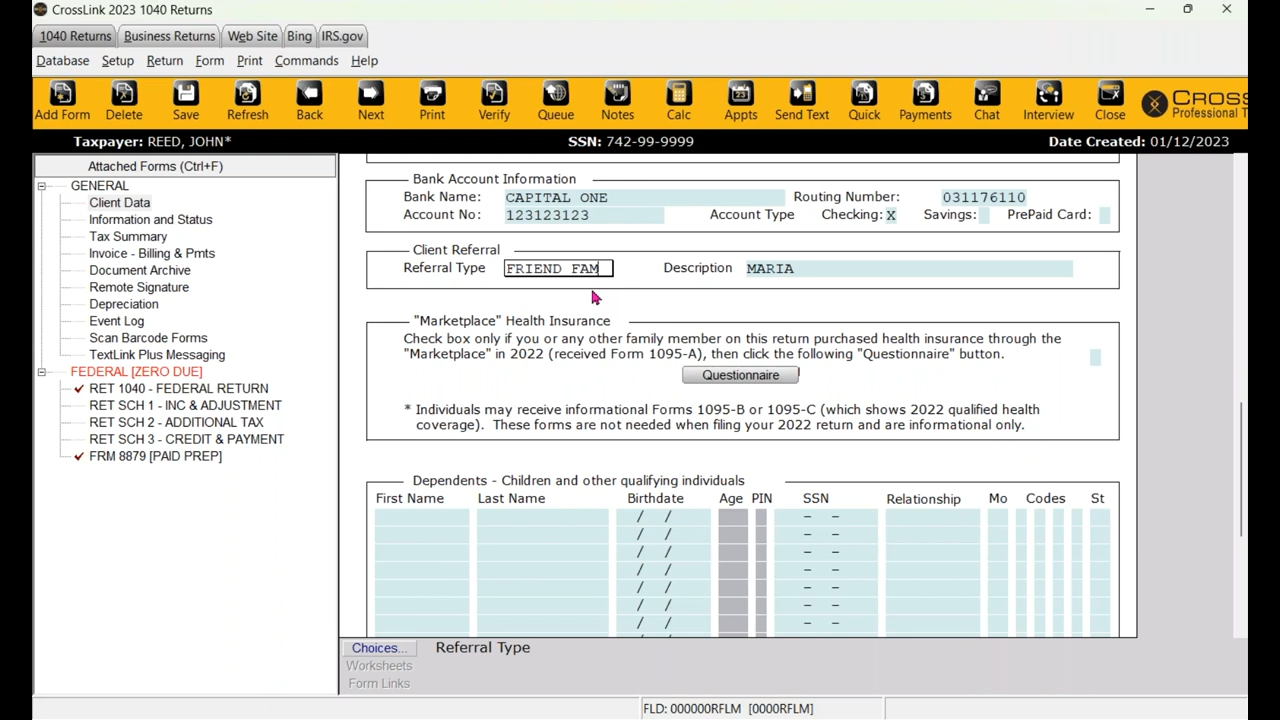 CrossLink 2023 1040 Returns
1040 Returns Business Returns Web Site Bing IRS.gov
Database Setup Return Form Print Commands Help
Add Form Delete Save Refresh Back Next Print Verify Queue Notes Calc Appts Send Text Quick Payments Chat Interview Close
CROSS
Professional T
Taxpayer: REED, JOHN* SSN: 742-99-9999 Date Created: 01/12/2023
Attached Forms (Ctrl+F)
GENERAL
Client Data
Information and Status
Tax Summary
Invoice - Billing & Pmts
Document Archive
Remote Signature
Depreciation
Event Log
Scan Barcode Forms
TextLink Plus Messaging
FEDERAL [ZERO DUE]
RET 1040 - FEDERAL RETURN
RET SCH 1 - INC & ADJUSTMENT
RET SCH 2 - ADDITIONAL TAX
RET SCH 3 - CREDIT & PAYMENT
FRM 8879 [PAID PREP]
Bank Account Information
Bank Name: CAPITAL ONE Routing Number: 031176110
Account No: 123123123 Account Type Checking: X Savings: PrePaid Card:
Client Referral
Referral Type FRIEND FAM Description MARIA
"Marketplace" Health Insurance
Check box only if you or any other family member on this return purchased health insurance through the
"Marketplace" in 2022 (received Form 1095-A), then click the following "Questionnaire" button.
Questionnaire
* Individuals may receive informational Forms 1095-B or 1095-C (which shows 2022 qualified health
coverage). These forms are not needed when filing your 2022 return and are informational only.
Dependents - Children and other qualifying individuals
First Name Last Name Birthdate Age PIN SSN Relationship Mo Codes St
/ / - -
/ / - -
/ / - -
/ / - -
/ / - -
/ / - -
/ / - -
Choices... Referral Type
Worksheets
Form Links
FLD: 000000RFLM [0000RFLM]